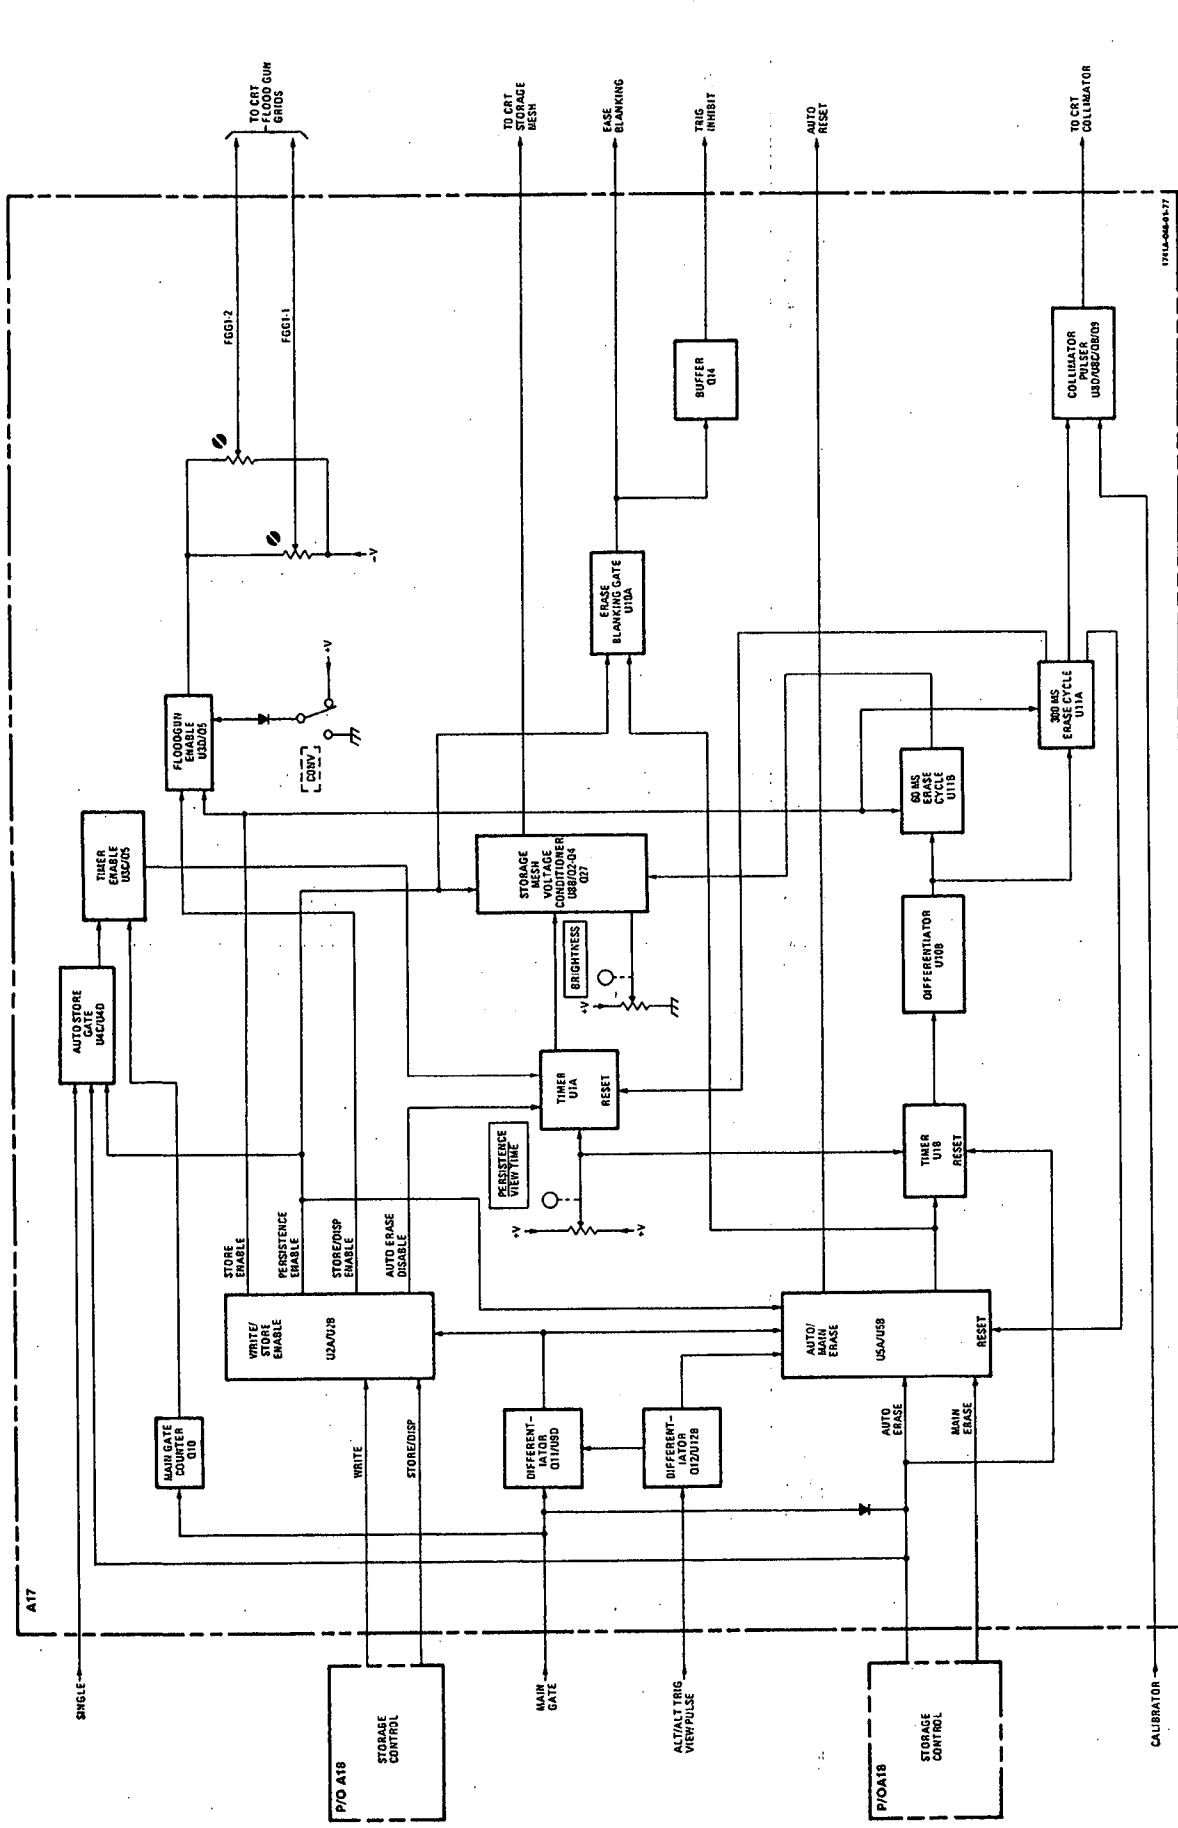 A17
SINGLE
P/O A18
STORAGE
CONTROL
MAIN
GATE
ALT/ALT TRIG
VIEW PULSE
P/OA18
STORAGE
CONTROL
CALIBRATOR
MAIN GATE
COUNTER
Q10
WRITE
STORE/DISP
DIFFERENT-
IATOR
Q11/U9D
DIFFERENT-
IATOR
Q12/U12B
AUTO
ERASE
MAIN
ERASE
WRITE/
STORE
ENABLE
U2A/U2B
STORE
ENABLE
PERSISTENCE
ENABLE
STORE/DISP
ENABLE
AUTO ERASE
DISABLE
AUTO/
MAIN
ERASE
U5A/U5B
RESET
AUTO STORE
GATE
U4C/U4D
TIMER
ENABLE
U3C/Q5
PERSISTENCE
VIEW TIME
+V
+V
TIMER
U1A
RESET
TIMER
U1B
RESET
BRIGHTNESS
+V
STORAGE
MESH
VOLTAGE
CONDITIONER
U8B/Q2-Q4
Q27
DIFFERENTIATOR
U10B
60 MS
ERASE
CYCLE
U11B
300 MS
ERASE CYCLE
U11A
FLOODGUN
ENABLE
U3D/Q5
CONV
+V
-V
ERASE
BLANKING GATE
U10A
BUFFER
Q14
COLLIMATOR
PULSER
U8D/U8C/Q8/Q9
FGG1-2
FGG1-1
TO CRT
FLOOD GUN
GRIDS
TO CRT
STORAGE
MESH
EASE
BLANKING
TRIG
INHIBIT
AUTO
RESET
TO CRT
COLLIMATOR
1741A-048-01-77